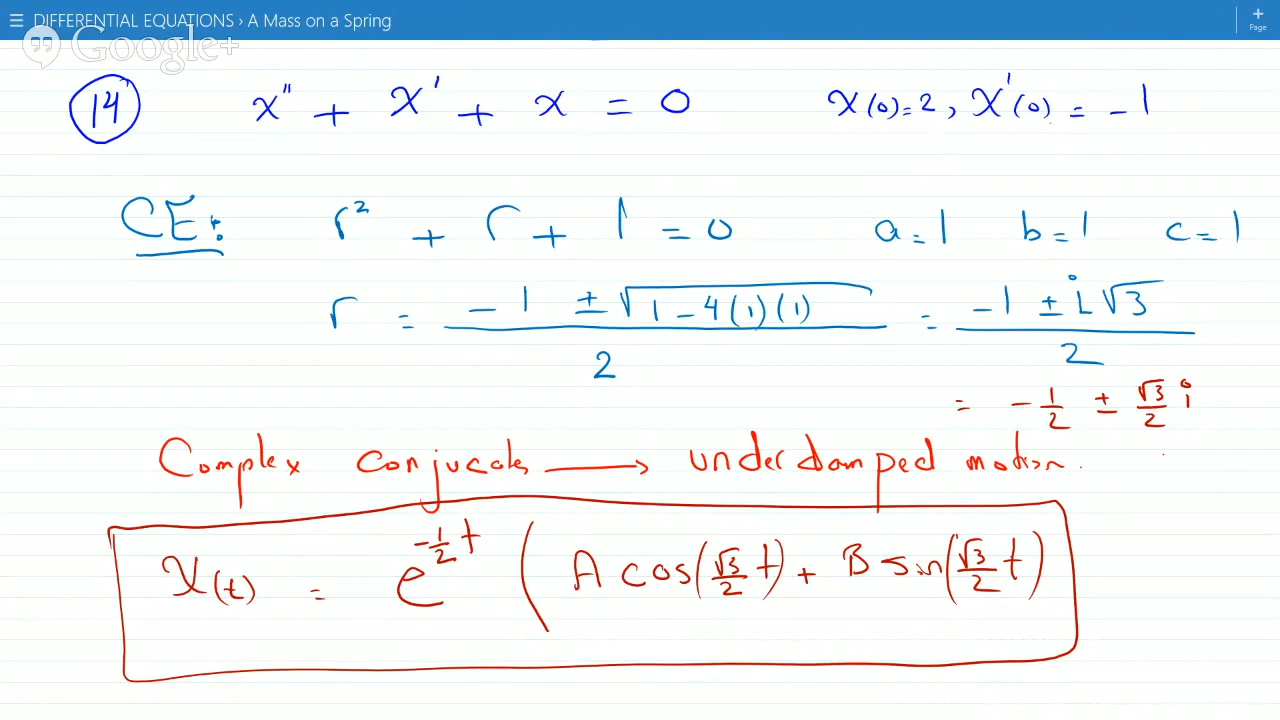 ☰ DIFFERENTIAL EQUATIONS › A Mass on a Spring
+ Page
Google+
14 x'' + x' + x = 0 x(0)=2, x'(0) = -1
CE: r² + r + 1 = 0 a=1 b=1 c=1
r = (-1 ± √(1-4(1)(1)))/2 = (-1 ± i√3)/2
= -1/2 ± √3/2 i
Complex conjucates → underdamped motion.
x(t) = e^(-1/2 t) (A cos(√3/2 t) + B sin(√3/2 t)